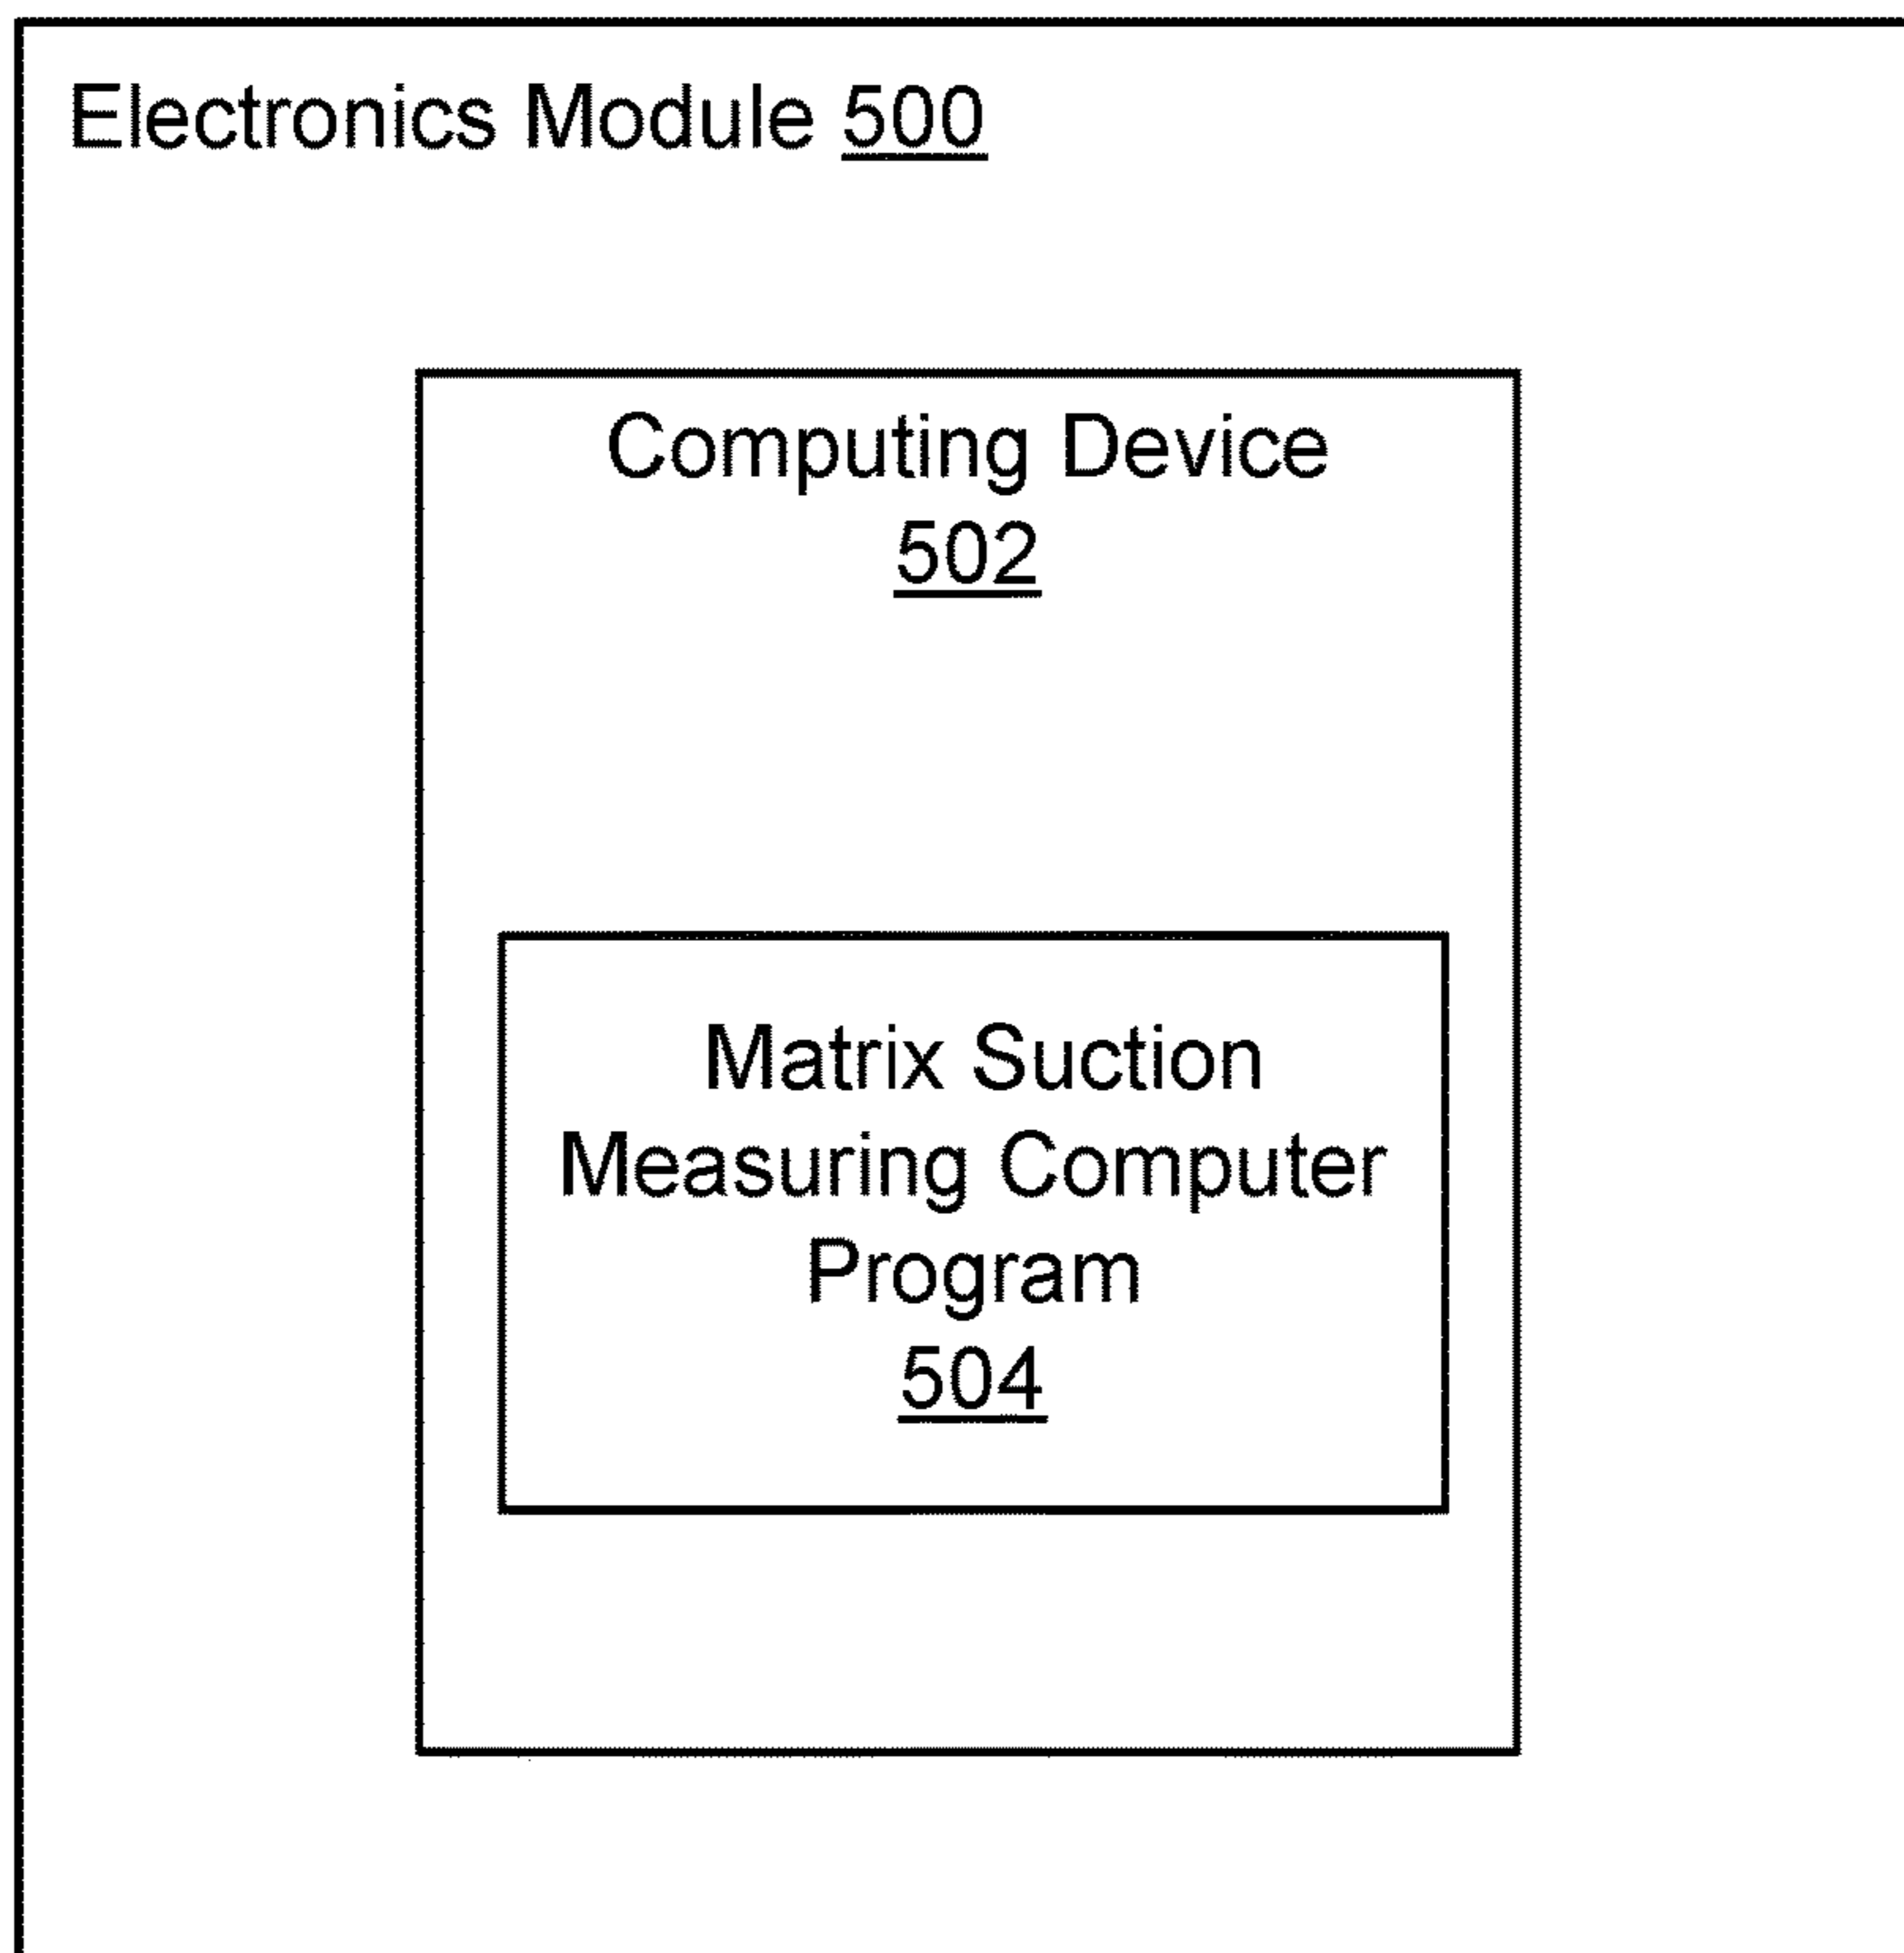 Electronics Module 500
Computing Device
502
Matrix Suction
Measuring Computer
Program
504